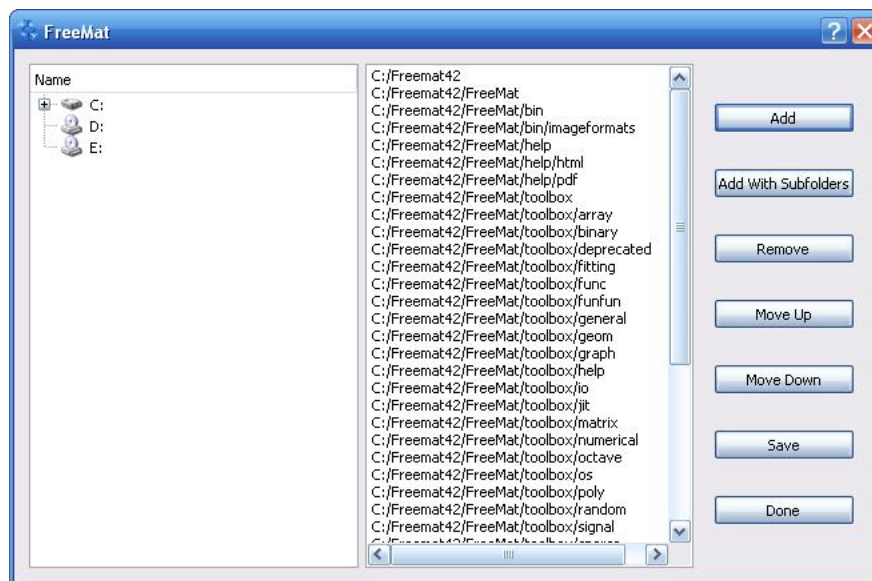 FreeMat
Name
C:
D:
E:
C:/Freemat42
C:/Freemat42/FreeMat
C:/Freemat42/FreeMat/bin
C:/Freemat42/FreeMat/bin/imageformats
C:/Freemat42/FreeMat/help
C:/Freemat42/FreeMat/help/html
C:/Freemat42/FreeMat/help/pdf
C:/Freemat42/FreeMat/toolbox
C:/Freemat42/FreeMat/toolbox/array
C:/Freemat42/FreeMat/toolbox/binary
C:/Freemat42/FreeMat/toolbox/deprecated
C:/Freemat42/FreeMat/toolbox/fitting
C:/Freemat42/FreeMat/toolbox/func
C:/Freemat42/FreeMat/toolbox/funfun
C:/Freemat42/FreeMat/toolbox/general
C:/Freemat42/FreeMat/toolbox/geom
C:/Freemat42/FreeMat/toolbox/graph
C:/Freemat42/FreeMat/toolbox/help
C:/Freemat42/FreeMat/toolbox/io
C:/Freemat42/FreeMat/toolbox/jit
C:/Freemat42/FreeMat/toolbox/matrix
C:/Freemat42/FreeMat/toolbox/numerical
C:/Freemat42/FreeMat/toolbox/octave
C:/Freemat42/FreeMat/toolbox/os
C:/Freemat42/FreeMat/toolbox/poly
C:/Freemat42/FreeMat/toolbox/random
C:/Freemat42/FreeMat/toolbox/signal
Add
Add With Subfolders
Remove
Move Up
Move Down
Save
Done